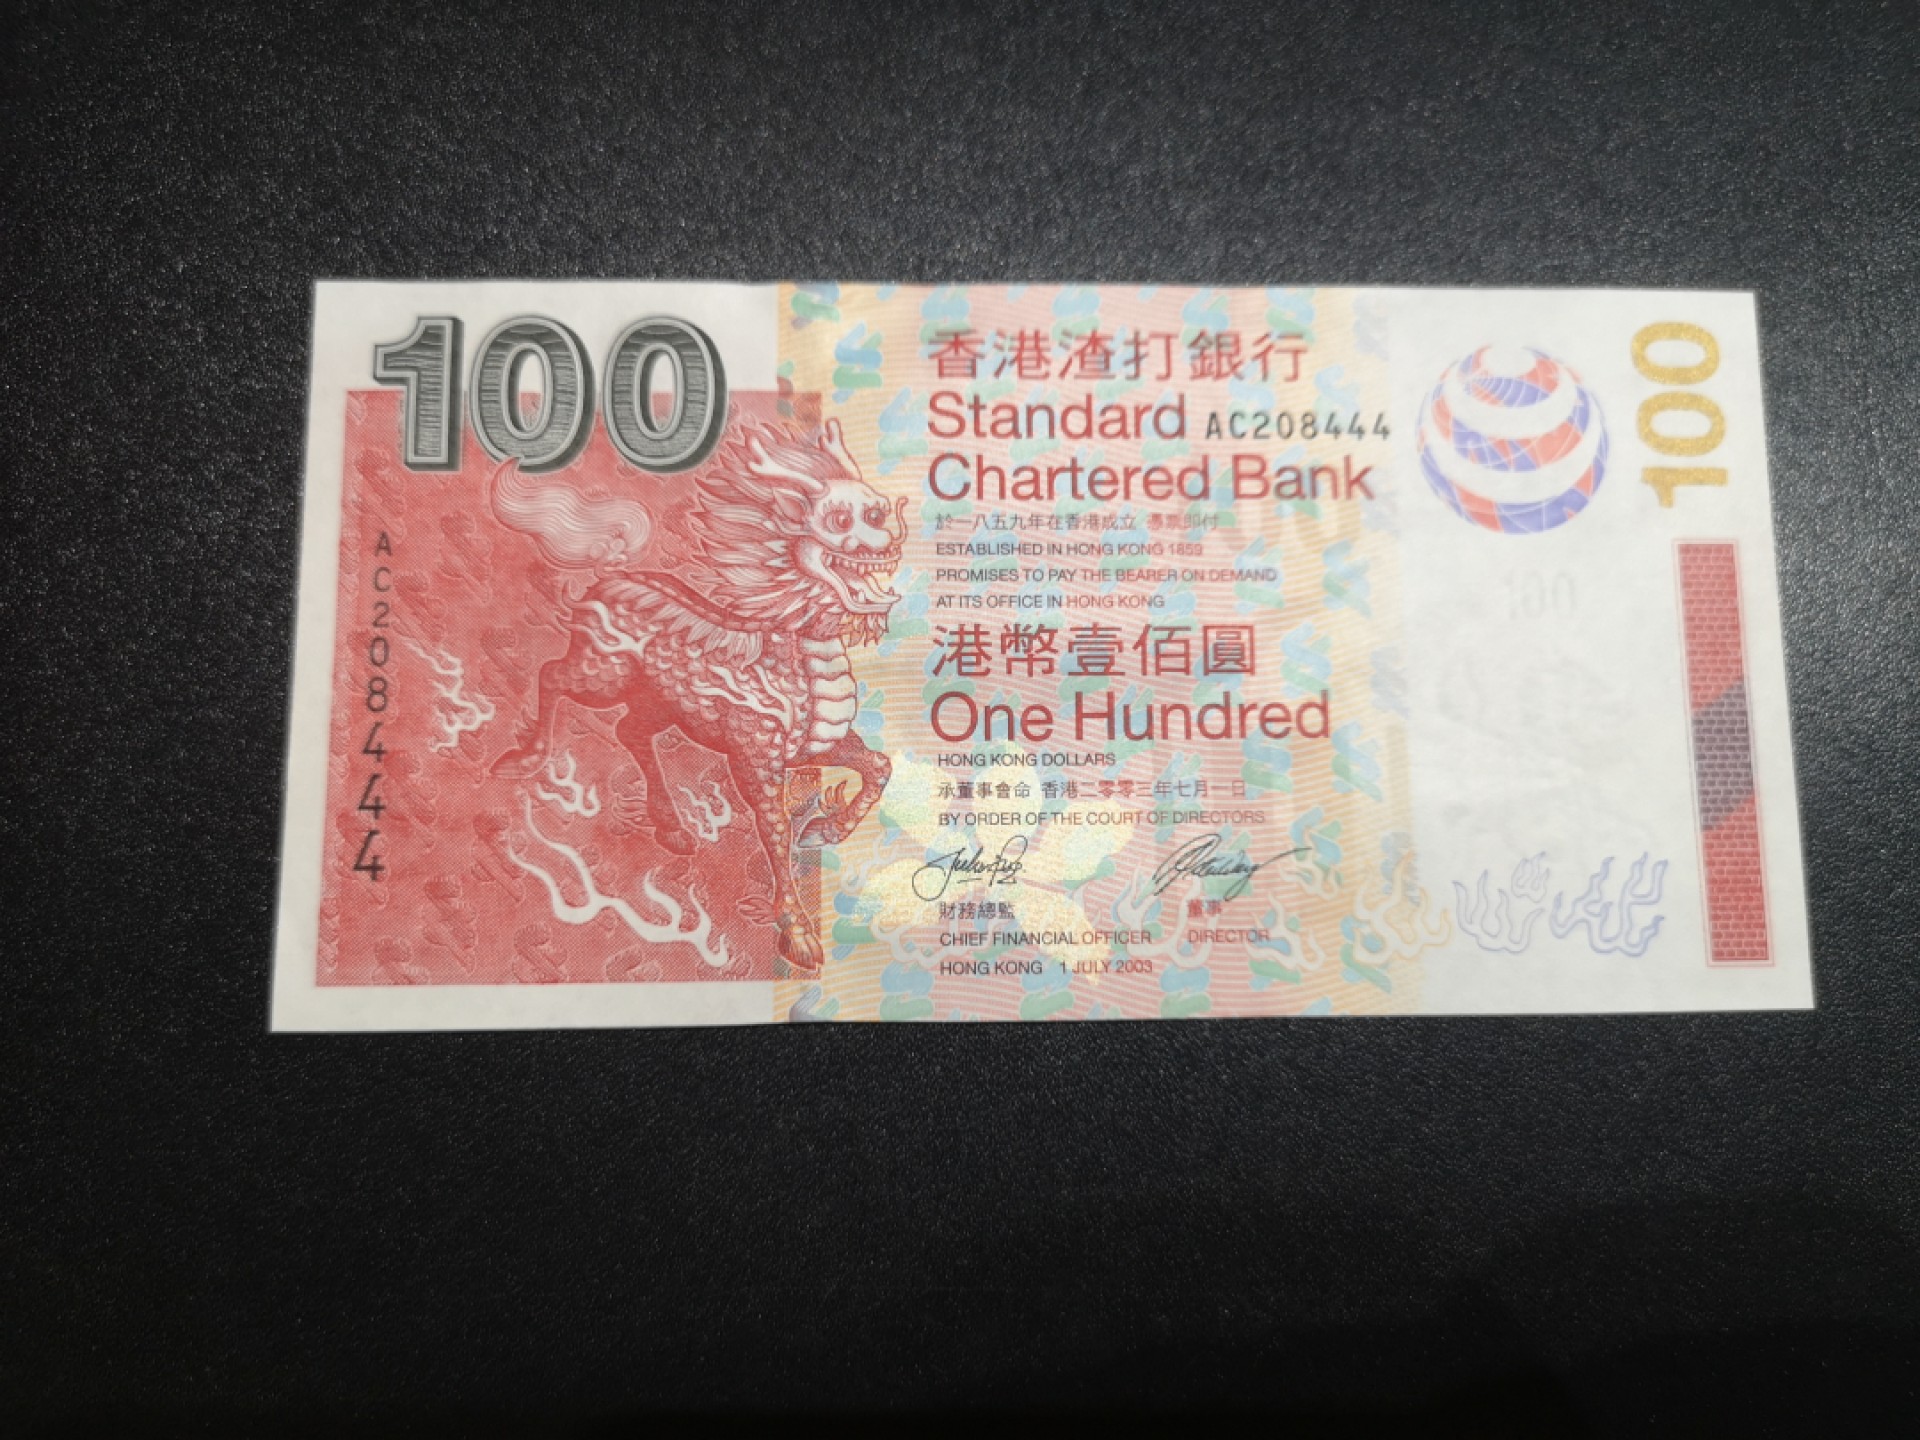 100
香港渣打銀行
Standard AC208444
Chartered Bank
於一八五九年在香港成立 憑票即付
ESTABLISHED IN HONG KONG 1859
PROMISES TO PAY THE BEARER ON DEMAND
AT ITS OFFICE IN HONG KONG
港幣壹佰圓
One Hundred
HONG KONG DOLLARS
承董事會命 香港二零零三年七月一日
BY ORDER OF THE COURT OF DIRECTORS
財務總監 董事
CHIEF FINANCIAL OFFICER DIRECTOR
HONG KONG 1 JULY 2003
AC208444
100